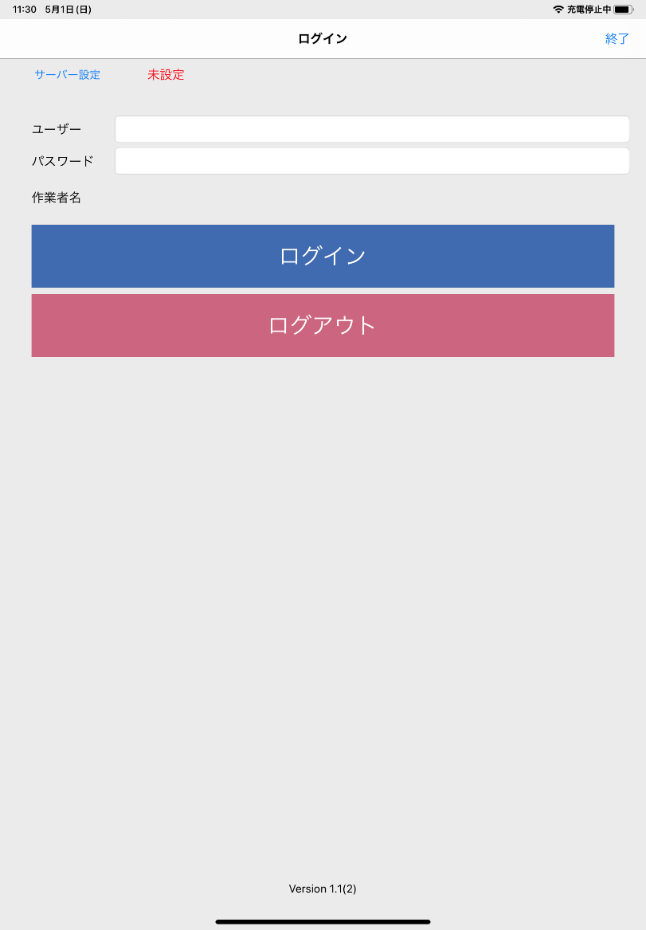 11:30 5月1日(日) 充電停止中
ログイン 終了
サーバー設定 未設定
ユーザー
パスワード
作業者名
ログイン
ログアウト
Version 1.1(2)